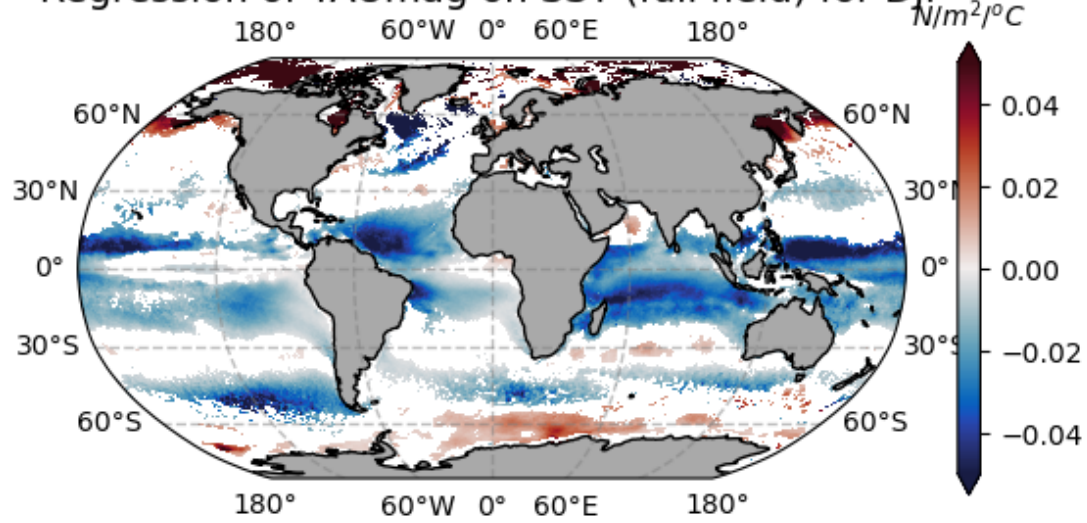 Regression of TAUmag on SST (full field) for
N/m²/°C
180° 60°W 0° 60°E 180°
60°N 60°N 0.04
30°N 30°N 0.02
0° 0° 0.00
30°S 30°S −0.02
60°S 60°S −0.04
180° 60°W 0° 60°E 180°